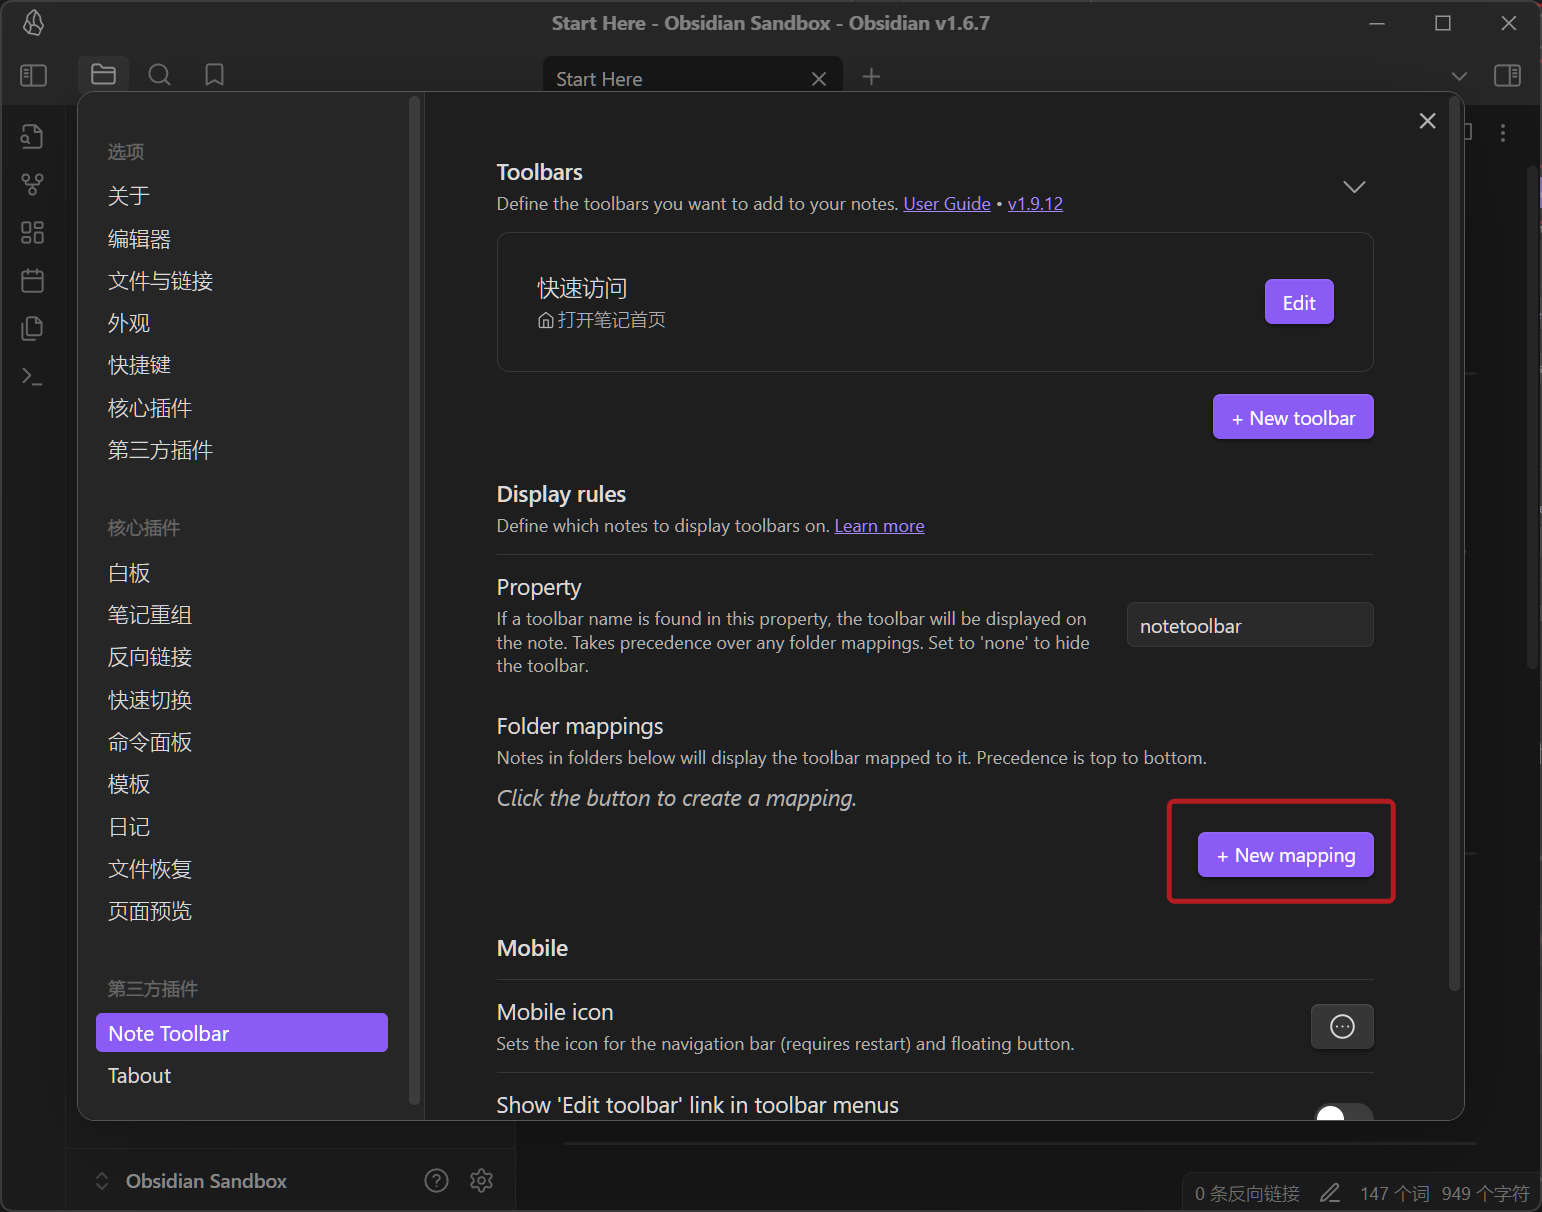 Start Here - Obsidian Sandbox - Obsidian v1.6.7
Start Here
选项
关于
编辑器
文件与链接
外观
快捷键
核心插件
第三方插件
核心插件
白板
笔记重组
反向链接
快速切换
命令面板
模板
日记
文件恢复
页面预览
第三方插件
Note Toolbar
Tabout
Toolbars
Define the toolbars you want to add to your notes. User Guide • v1.9.12
快速访问
打开笔记首页
Edit
+ New toolbar
Display rules
Define which notes to display toolbars on. Learn more
Property
If a toolbar name is found in this property, the toolbar will be displayed on
the note. Takes precedence over any folder mappings. Set to 'none' to hide
the toolbar.
notetoolbar
Folder mappings
Notes in folders below will display the toolbar mapped to it. Precedence is top to bottom.
Click the button to create a mapping.
+ New mapping
Mobile
Mobile icon
Sets the icon for the navigation bar (requires restart) and floating button.
Show 'Edit toolbar' link in toolbar menus
Obsidian Sandbox
0 条反向链接
147 个词
949 个字符